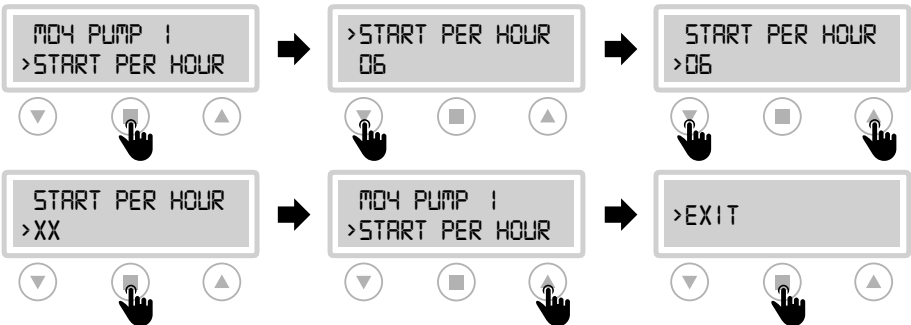 M04 PUMP 1
>START PER HOUR
>START PER HOUR
06
START PER HOUR
>06
START PER HOUR
>XX
M04 PUMP 1
>START PER HOUR
>EXIT